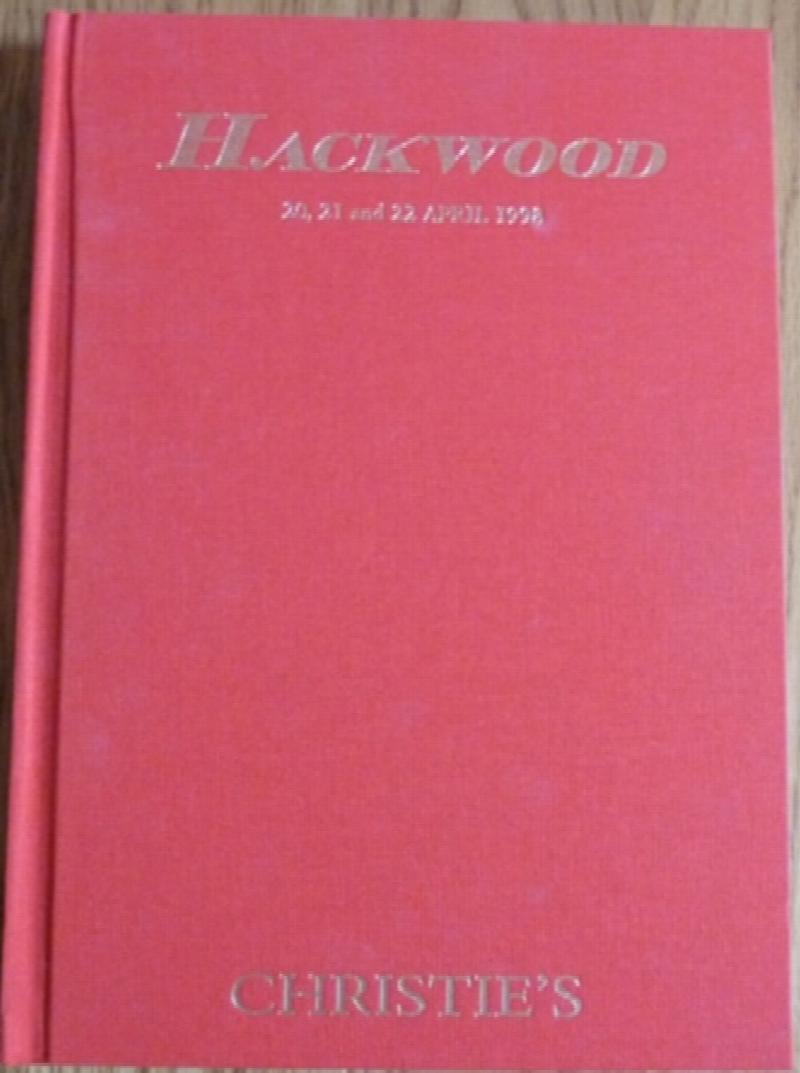 HACKWOOD
20, 21 and 22 APRIL 1998
CHRISTIE'S